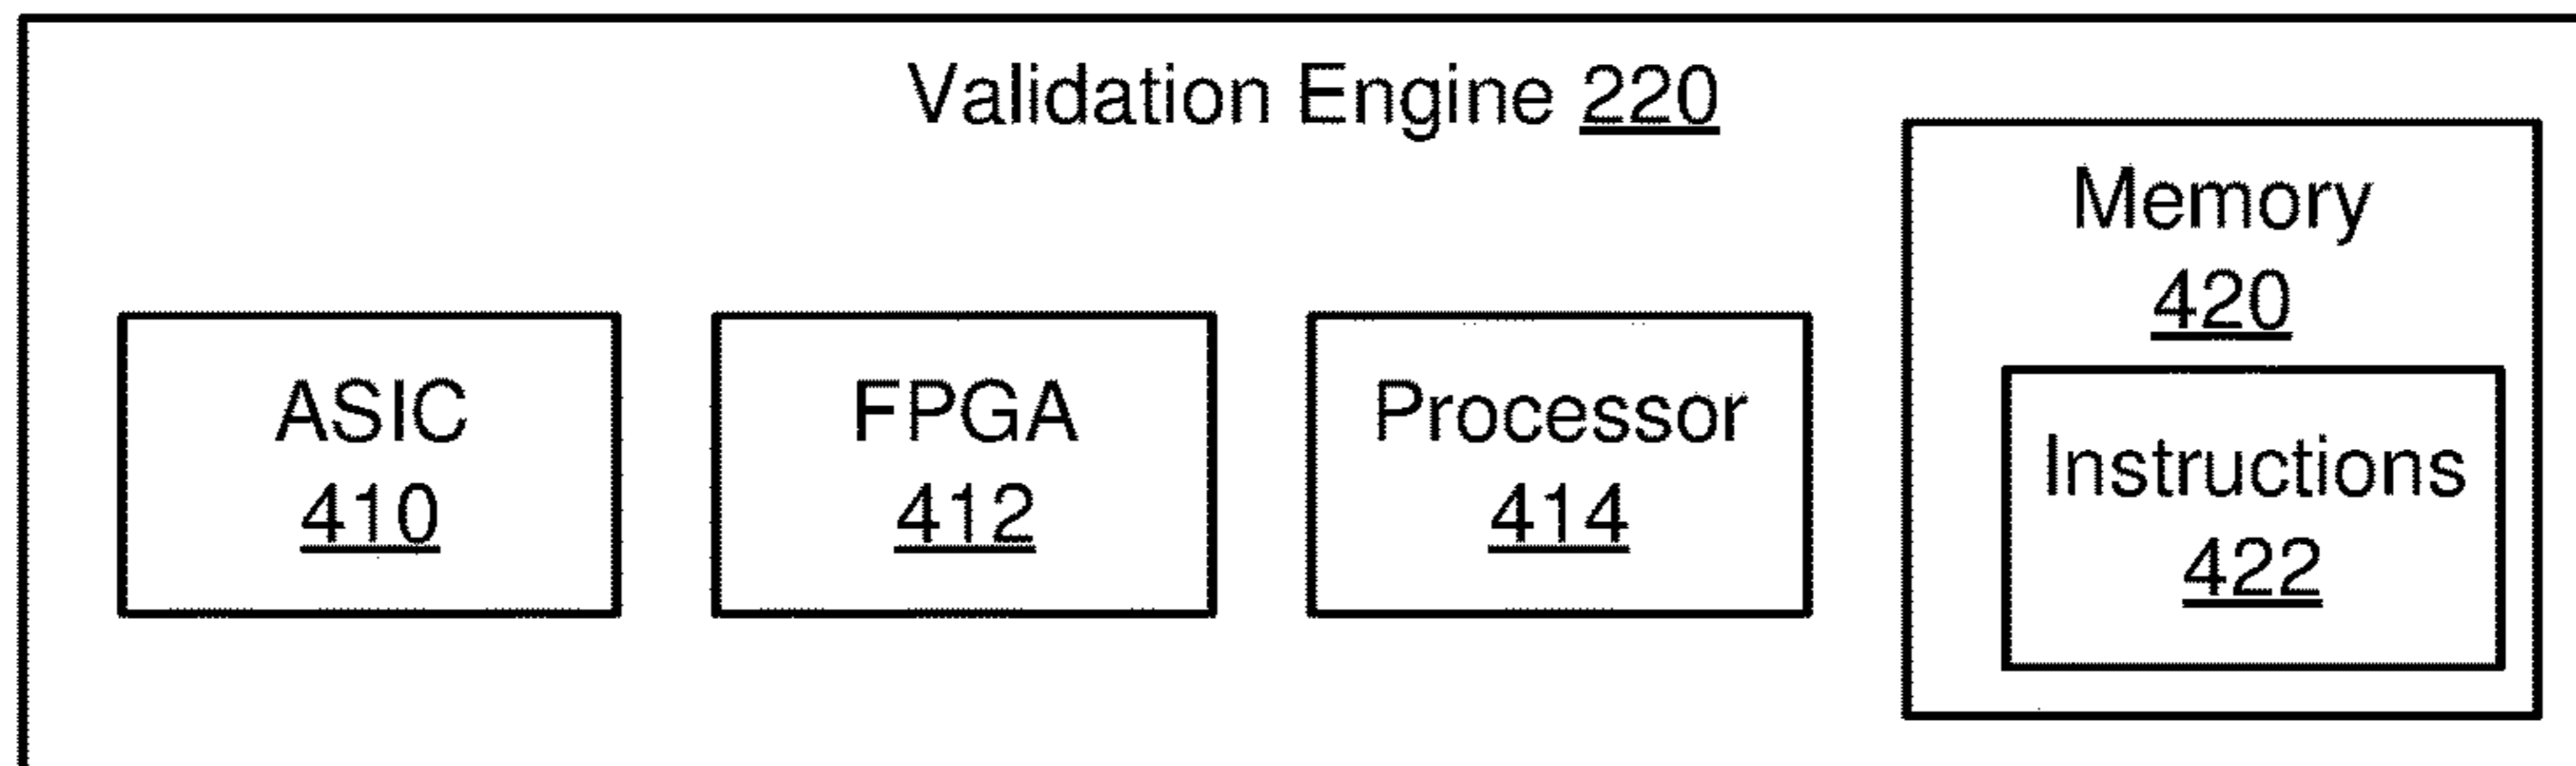 Validation Engine 220
ASIC
410
FPGA
412
Processor
414
Memory
420
Instructions
422